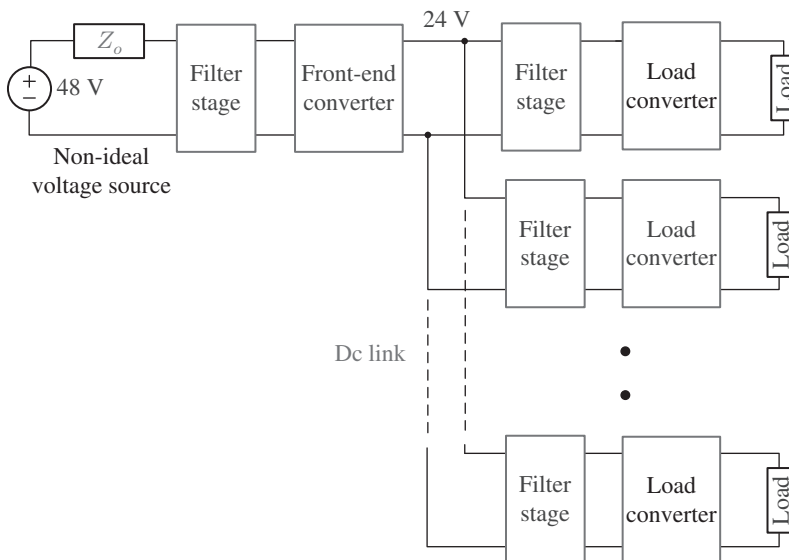 24 V
Z_o
+
−
48 V
Filter
stage
Front-end
converter
Filter
stage
Load
converter
Load
Non-ideal
voltage source
Filter
stage
Load
converter
Load
Dc link
Filter
stage
Load
converter
Load